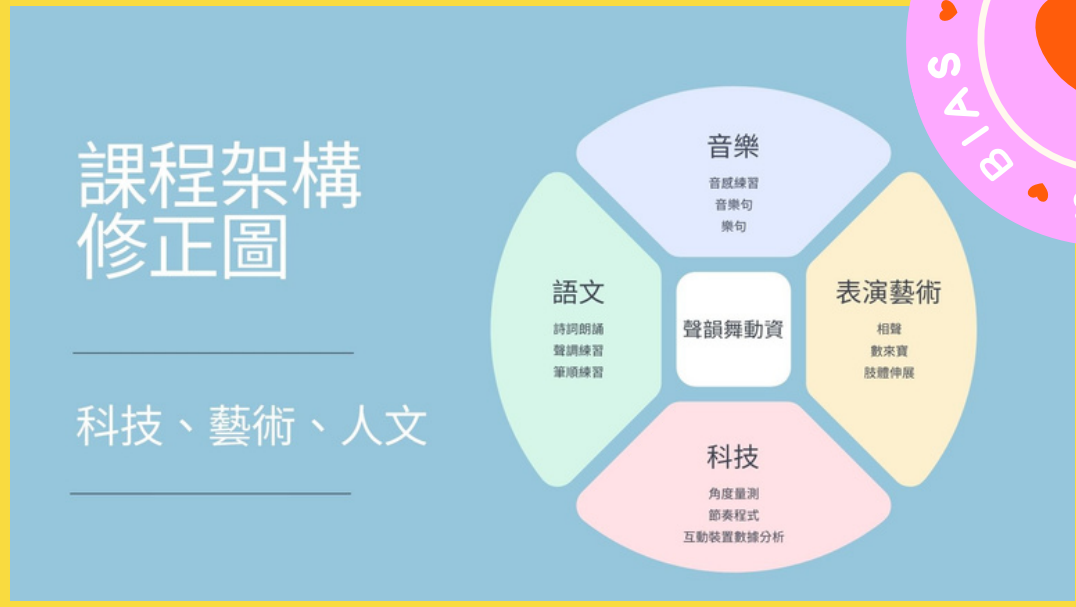 課程架構
修正圖
科技、藝術、人文
音樂
音感練習
音樂句
樂句
語文
詩詞朗誦
聲調練習
筆順練習
聲韻舞動資
表演藝術
相聲
數來寶
肢體伸展
科技
角度量測
節奏程式
互動裝置數據分析
BIAS